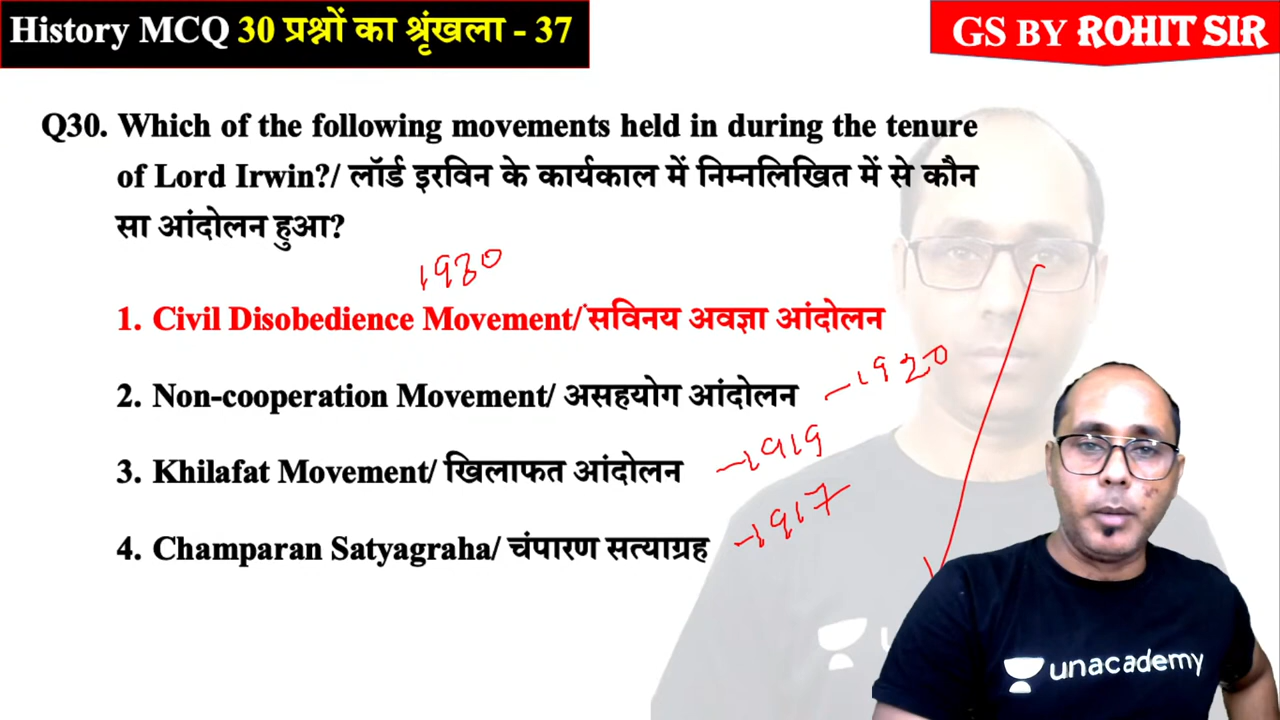 History MCQ 30 प्रश्नों का श्रृंखला - 37
GS BY ROHIT SIR
Q30. Which of the following movements held in during the tenure
of Lord Irwin?/ लॉर्ड इरविन के कार्यकाल में निम्नलिखित में से कौन
सा आंदोलन हुआ?
1930
1. Civil Disobedience Movement/ सविनय अवज्ञा आंदोलन
2. Non-cooperation Movement/ असहयोग आंदोलन -1920
3. Khilafat Movement/ खिलाफत आंदोलन -1919
4. Champaran Satyagraha/ चंपारण सत्याग्रह -1917
u
unacademy